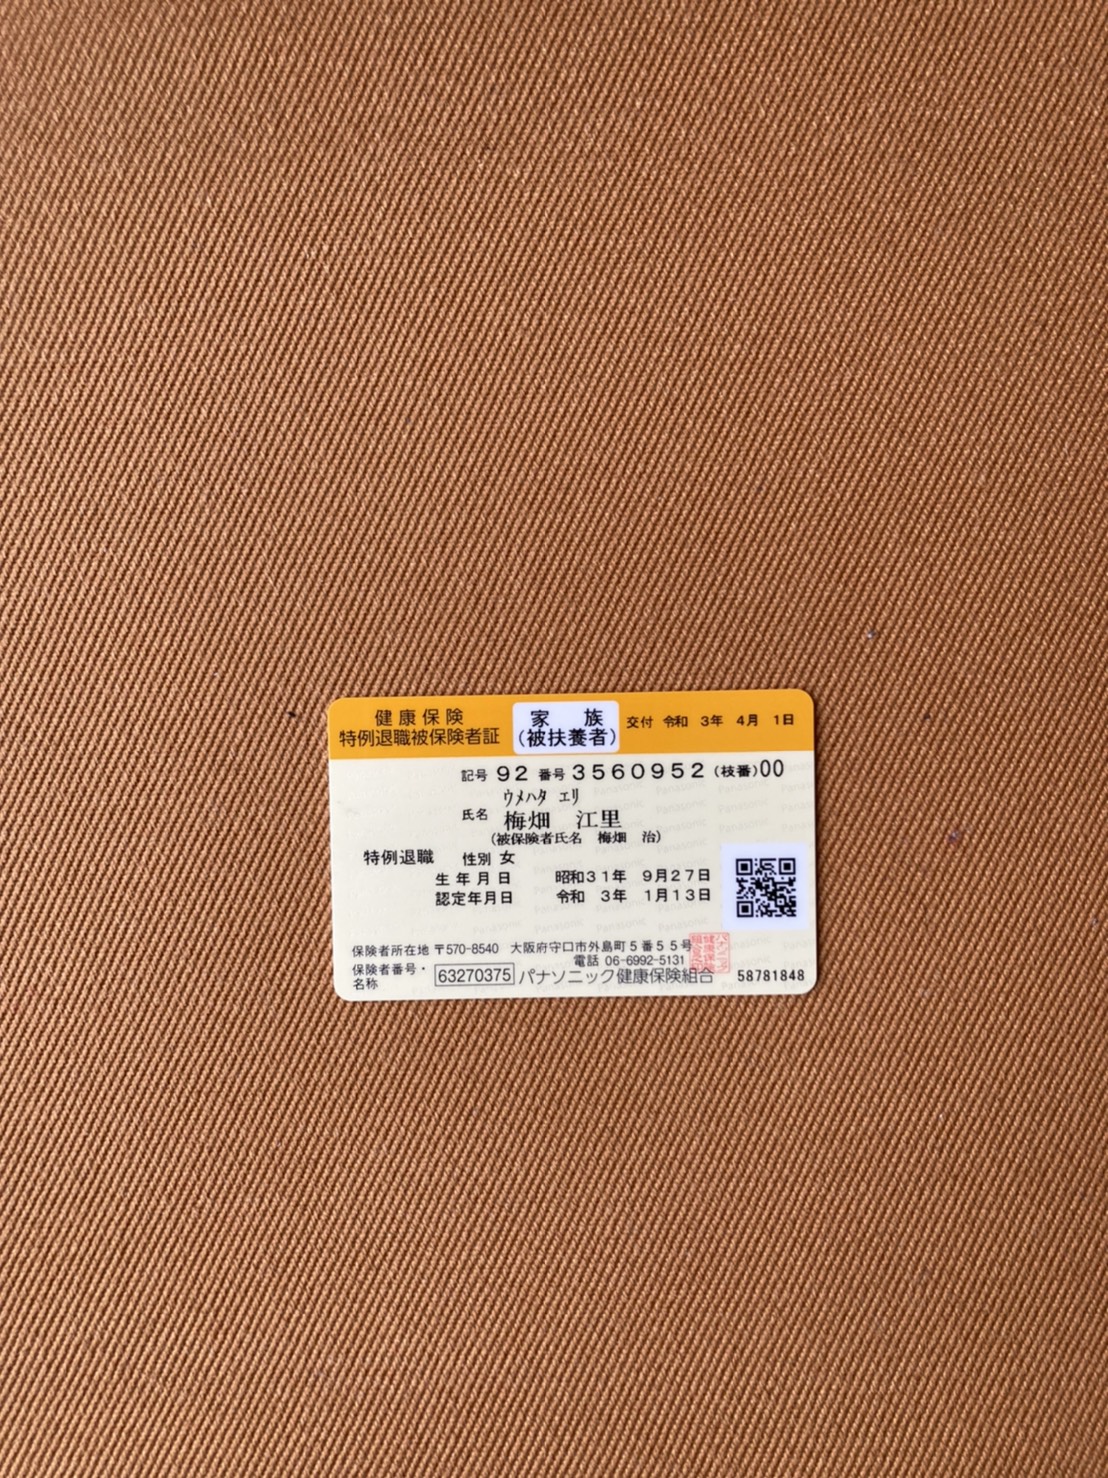 健康保険
特例退職被保険者証
家 族
(被扶養者)
交付 令和 3年 4月 1日
記号 92 番号 3560952 (枝番)00
ウメハタ エリ
氏名 梅畑 江里
(被保険者氏名 梅畑 治)
特例退職 性別 女
生年月日 昭和31年 9月27日
認定年月日 令和 3年 1月13日
保険者所在地 〒570-8540 大阪府守口市外島町5番55号
電話 06-6992-5131
保険者番号・名称 63270375 パナソニック健康保険組合 58781848
Panasonic